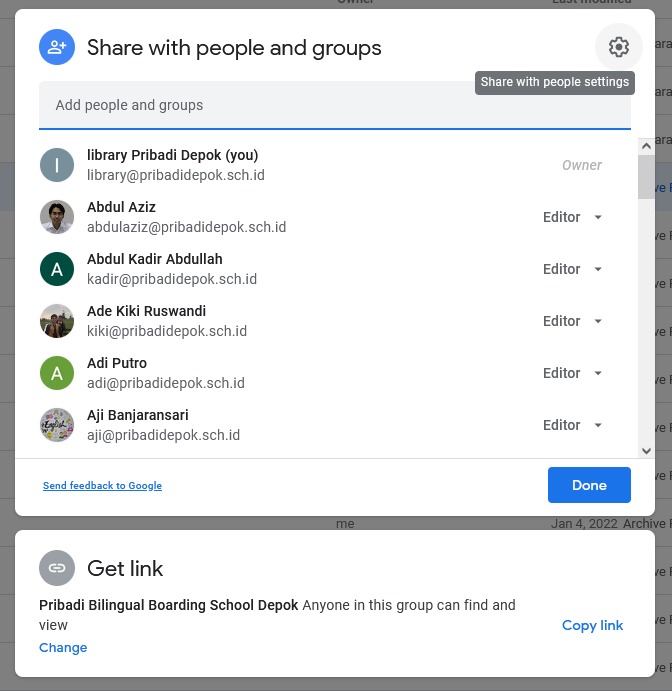 Owner
Last modified
Share with people and groups
Share with people settings
Add people and groups
library Pribadi Depok (you)
library@pribadidepok.sch.id
Owner
Abdul Aziz
abdulaziz@pribadidepok.sch.id
Editor
Abdul Kadir Abdullah
kadir@pribadidepok.sch.id
Editor
Ade Kiki Ruswandi
kiki@pribadidepok.sch.id
Editor
Adi Putro
adi@pribadidepok.sch.id
Editor
Aji Banjaransari
aji@pribadidepok.sch.id
Editor
Send feedback to Google
Done
me
Jan 4, 2022 Archive
Get link
Pribadi Bilingual Boarding School Depok Anyone in this group can find and
view
Copy link
Change